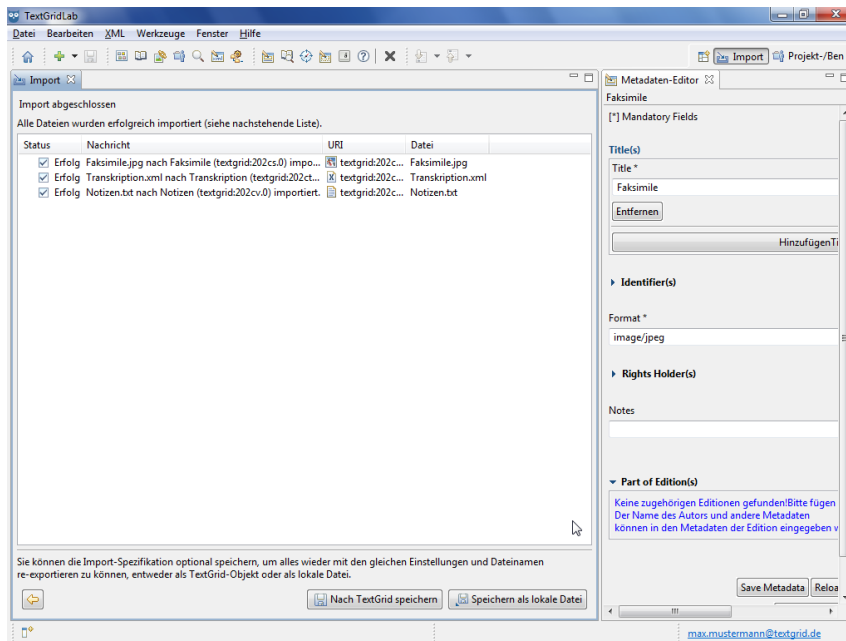 TextGridLab
Datei Bearbeiten XML Werkzeuge Fenster Hilfe
Import Projekt-/Ben
Import
Import abgeschlossen
Alle Dateien wurden erfolgreich importiert (siehe nachstehende Liste).
Status Nachricht URI Datei
Erfolg Faksimile.jpg nach Faksimile (textgrid:202cs.0) impo... textgrid:202c... Faksimile.jpg
Erfolg Transkription.xml nach Transkription (textgrid:202ct... textgrid:202c... Transkription.xml
Erfolg Notizen.txt nach Notizen (textgrid:202cv.0) importiert. textgrid:202c... Notizen.txt
Sie können die Import-Spezifikation optional speichern, um alles wieder mit den gleichen Einstellungen und Dateinamen
re-exportieren zu können, entweder als TextGrid-Objekt oder als lokale Datei.
Nach TextGrid speichern Speichern als lokale Datei
Metadaten-Editor
Faksimile
[*] Mandatory Fields
Title(s)
Title *
Faksimile
Entfernen
HinzufügenTi
Identifier(s)
Format *
image/jpeg
Rights Holder(s)
Notes
Part of Edition(s)
Keine zugehörigen Editionen gefunden!Bitte fügen
Der Name des Autors und andere Metadaten
können in den Metadaten der Edition eingegeben w
Save Metadata Reloa
max.mustermann@textgrid.de